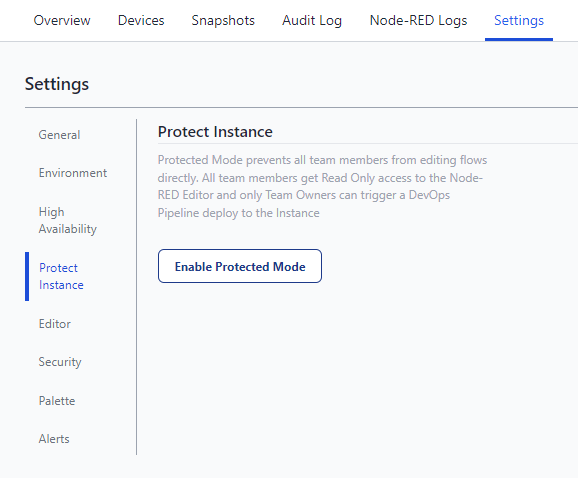 Overview Devices Snapshots Audit Log Node-RED Logs Settings
Settings
General
Environment
High
Availability
Protect
Instance
Editor
Security
Palette
Alerts
Protect Instance
Protected Mode prevents all team members from editing flows
directly. All team members get Read Only access to the Node-
RED Editor and only Team Owners can trigger a DevOps
Pipeline deploy to the Instance
Enable Protected Mode